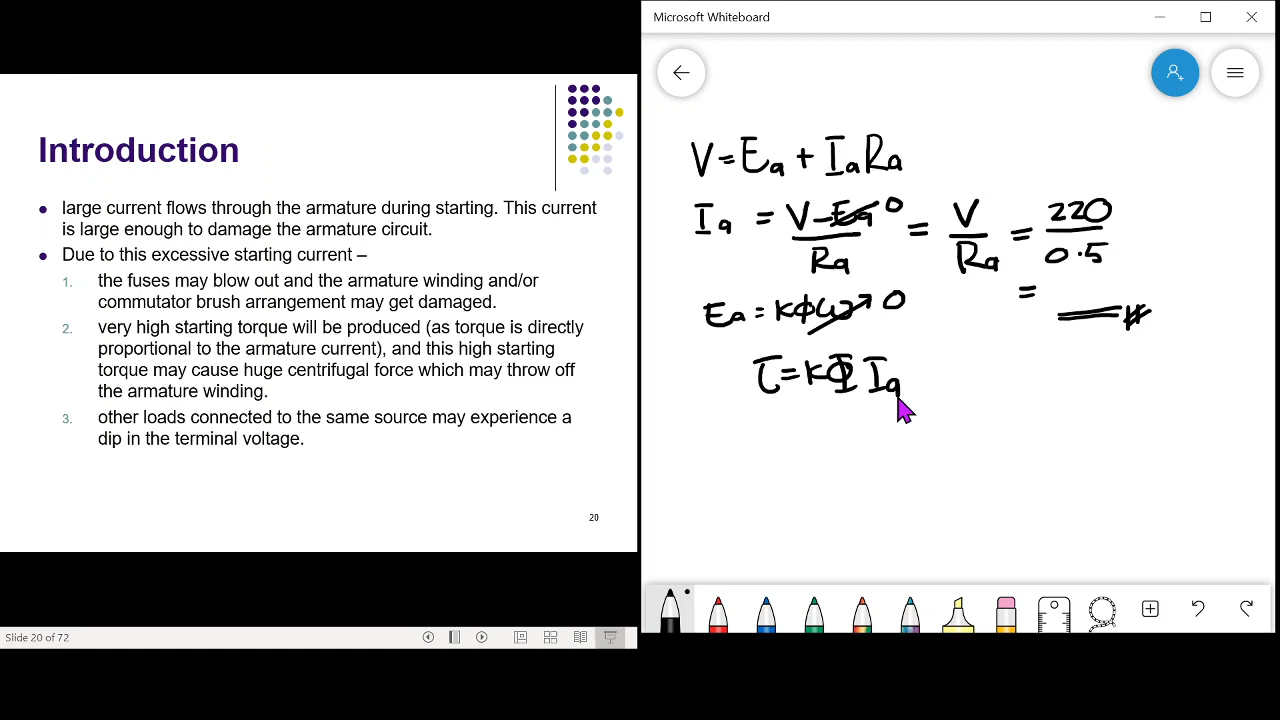 Introduction
• large current flows through the armature during starting. This current
is large enough to damage the armature circuit.
• Due to this excessive starting current –
1. the fuses may blow out and the armature winding and/or
commutator brush arrangement may get damaged.
2. very high starting torque will be produced (as torque is directly
proportional to the armature current), and this high starting
torque may cause huge centrifugal force which may throw off
the armature winding.
3. other loads connected to the same source may experience a
dip in the terminal voltage.
20
Slide 20 of 72
Microsoft Whiteboard
V = Ea + IaRa
Ia = (V - Ea → 0) / Ra = V / Ra = 220 / 0.5
=
Ea = Kϕω → 0
τ = KΦ Ia